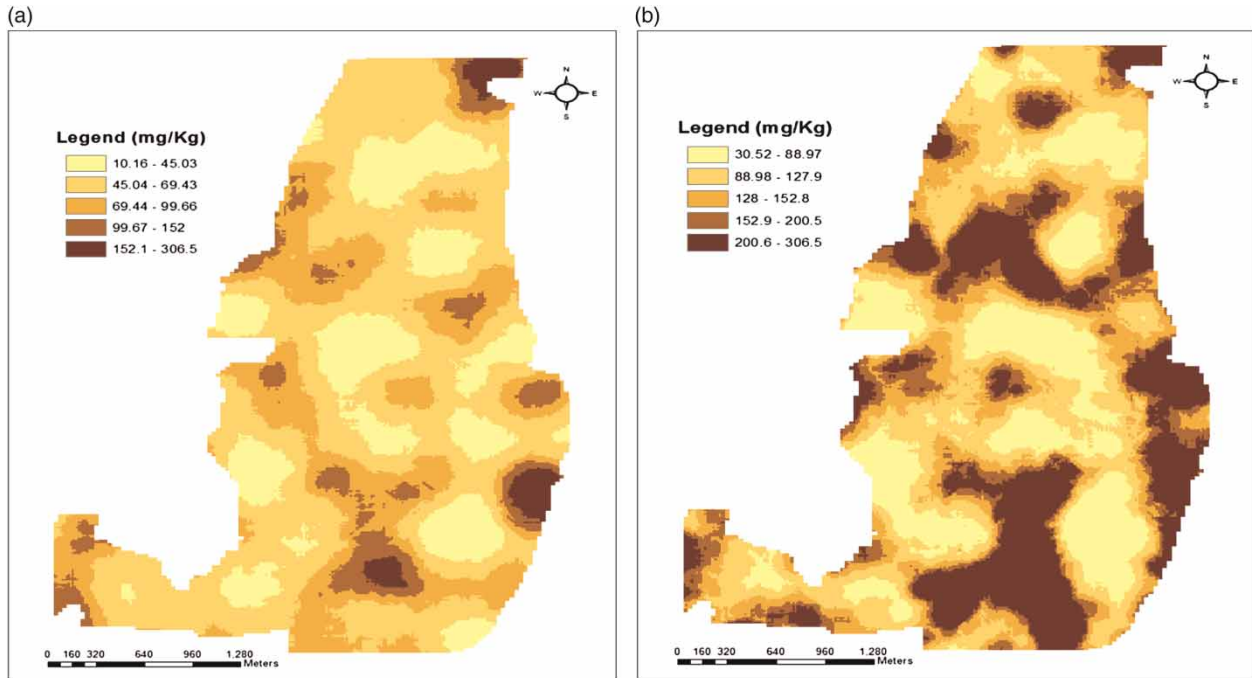 (a)
N
W E
S
Legend (mg/Kg)
10.16 - 45.03
45.04 - 69.43
69.44 - 99.66
99.67 - 152
152.1 - 306.5
0 160 320 640 960 1.280
Meters
(b)
N
W E
S
Legend (mg/Kg)
30.52 - 88.97
88.98 - 127.9
128 - 152.8
152.9 - 200.5
200.6 - 306.5
0 160 320 640 960 1.280
Meters